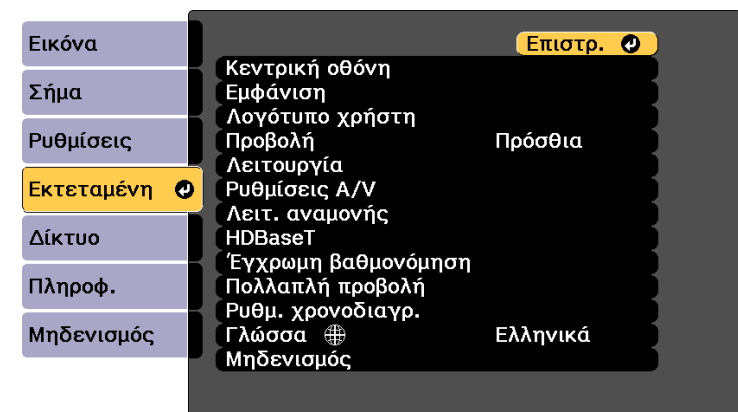 Εικόνα
Σήμα
Ρυθμίσεις
Εκτεταμένη
Δίκτυο
Πληροφ.
Μηδενισμός
Επιστρ.
Κεντρική οθόνη
Εμφάνιση
Λογότυπο χρήστη
Προβολή Πρόσθια
Λειτουργία
Ρυθμίσεις A/V
Λειτ. αναμονής
HDBaseT
Έγχρωμη βαθμονόμηση
Πολλαπλή προβολή
Ρυθμ. χρονοδιαγρ.
Γλώσσα Ελληνικά
Μηδενισμός